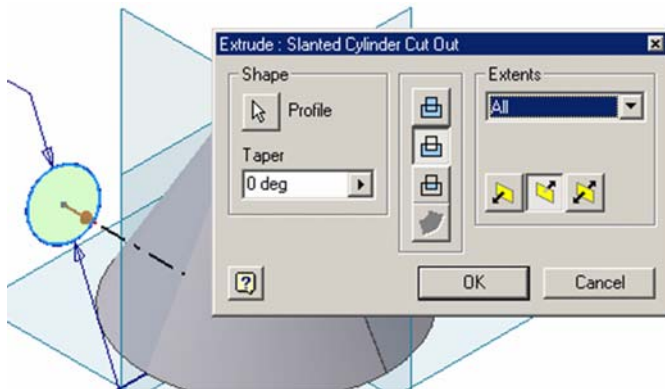 Extrude : Slanted Cylinder Cut Out
Shape
Profile
Taper
0 deg
Extents
All
OK
Cancel